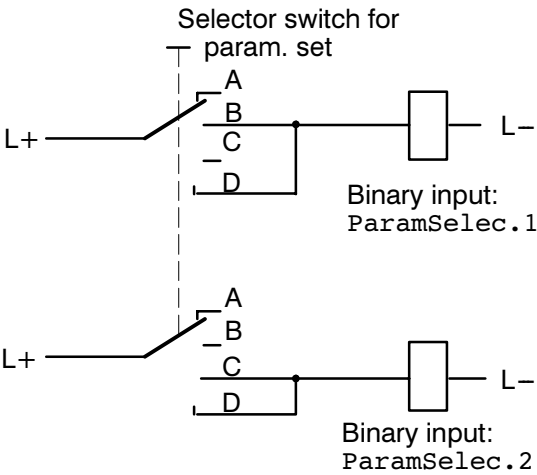 Selector switch for
param. set
A
B
L+
L−
C
D
Binary input:
ParamSelec.1
A
B
L+
C
L−
D
Binary input:
ParamSelec.2